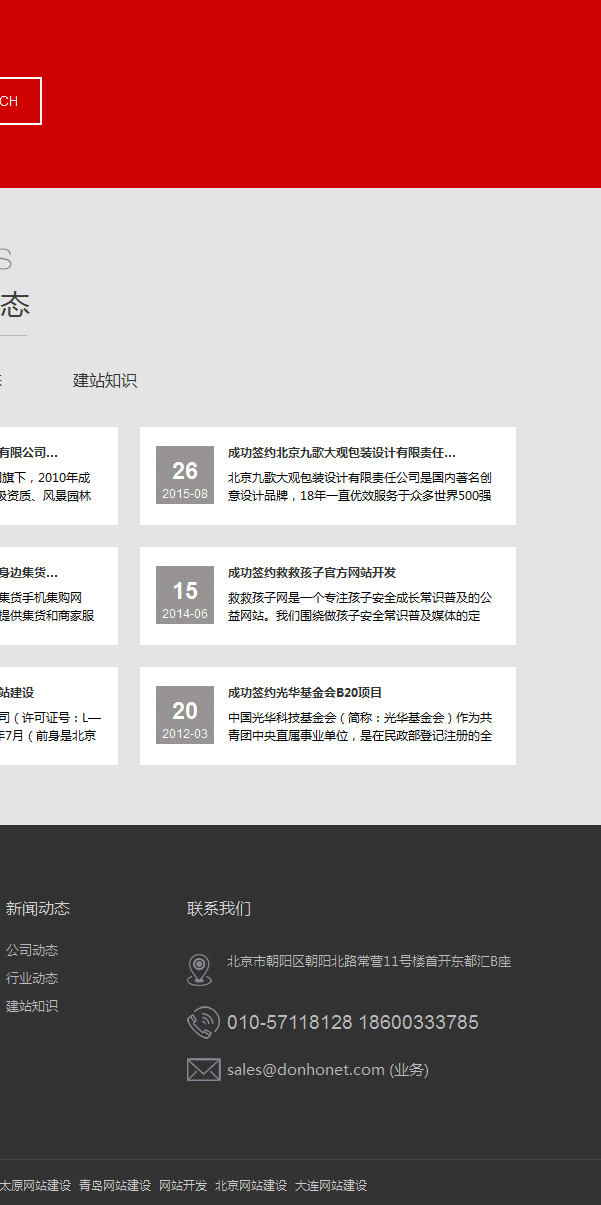 CH
S
态
建站知识
有限公司...
旗下，2010年成
级资质、风景园林
26
2015-08
成功签约北京九歌大观包装设计有限责任...
北京九歌大观包装设计有限责任公司是国内著名创
意设计品牌，18年一直优效服务于众多世界500强
身边集货...
集货手机集购网
提供集货和商家服
15
2014-06
成功签约救救孩子官方网站开发
救救孩子网是一个专注孩子安全成长常识普及的公
益网站。我们围绕做孩子安全常识普及媒体的定
站建设
司（许可证号：L—
年7月（前身是北京
20
2012-03
成功签约光华基金会B20项目
中国光华科技基金会（简称：光华基金会）作为共
青团中央直属事业单位，是在民政部登记注册的全
新闻动态
公司动态
行业动态
建站知识
联系我们
北京市朝阳区朝阳北路常营11号楼首开东都汇B座
010-57118128 18600333785
sales@donhonet.com (业务)
太原网站建设 青岛网站建设 网站开发 北京网站建设 大连网站建设